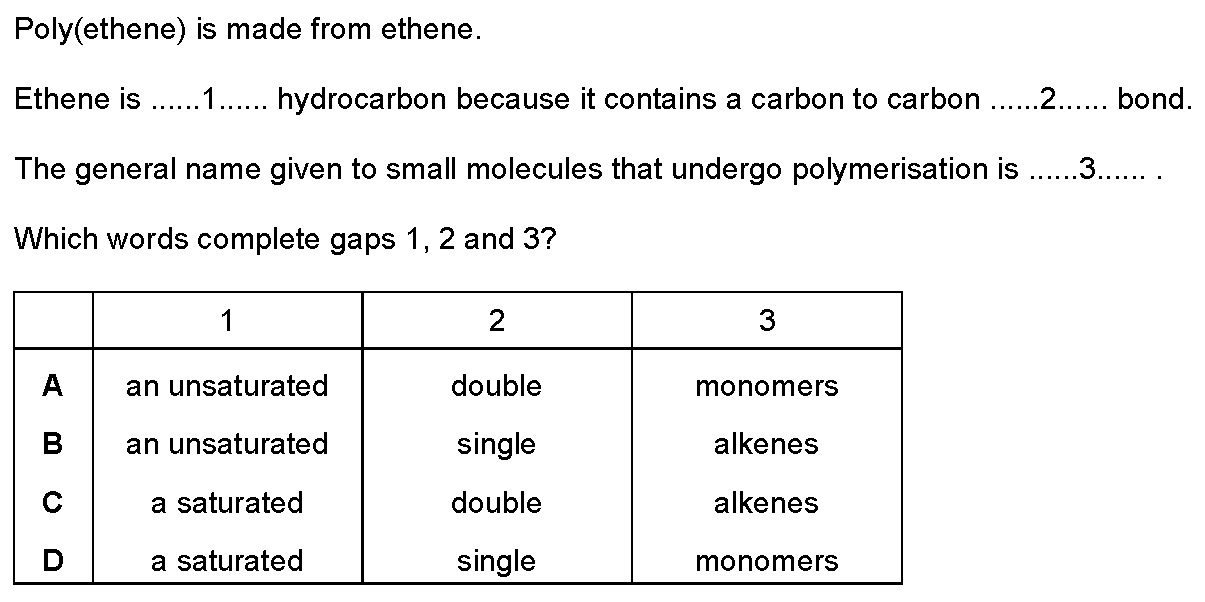 Poly(ethene) is made from ethene.
Ethene is ......1...... hydrocarbon because it contains a carbon to carbon ......2...... bond.
The general name given to small molecules that undergo polymerisation is ......3...... .
Which words complete gaps 1, 2 and 3?
1 2 3
A an unsaturated double monomers
B an unsaturated single alkenes
C a saturated double alkenes
D a saturated single monomers